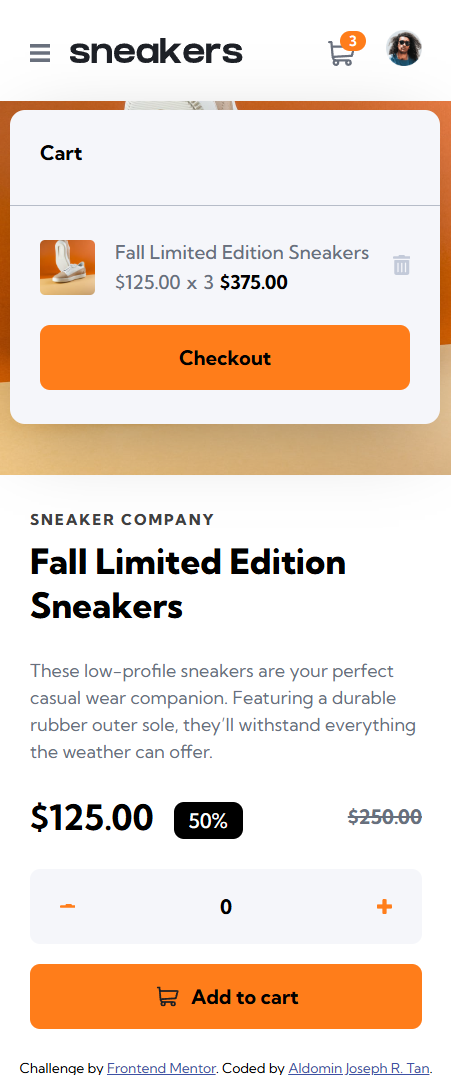 sneakers
3
Cart
Fall Limited Edition Sneakers
$125.00 x 3 $375.00
Checkout
SNEAKER COMPANY
Fall Limited Edition
Sneakers
These low-profile sneakers are your perfect
casual wear companion. Featuring a durable
rubber outer sole, they’ll withstand everything
the weather can offer.
$125.00 50% $250.00
0
Add to cart
Challenge by Frontend Mentor. Coded by Aldomin Joseph R. Tan.